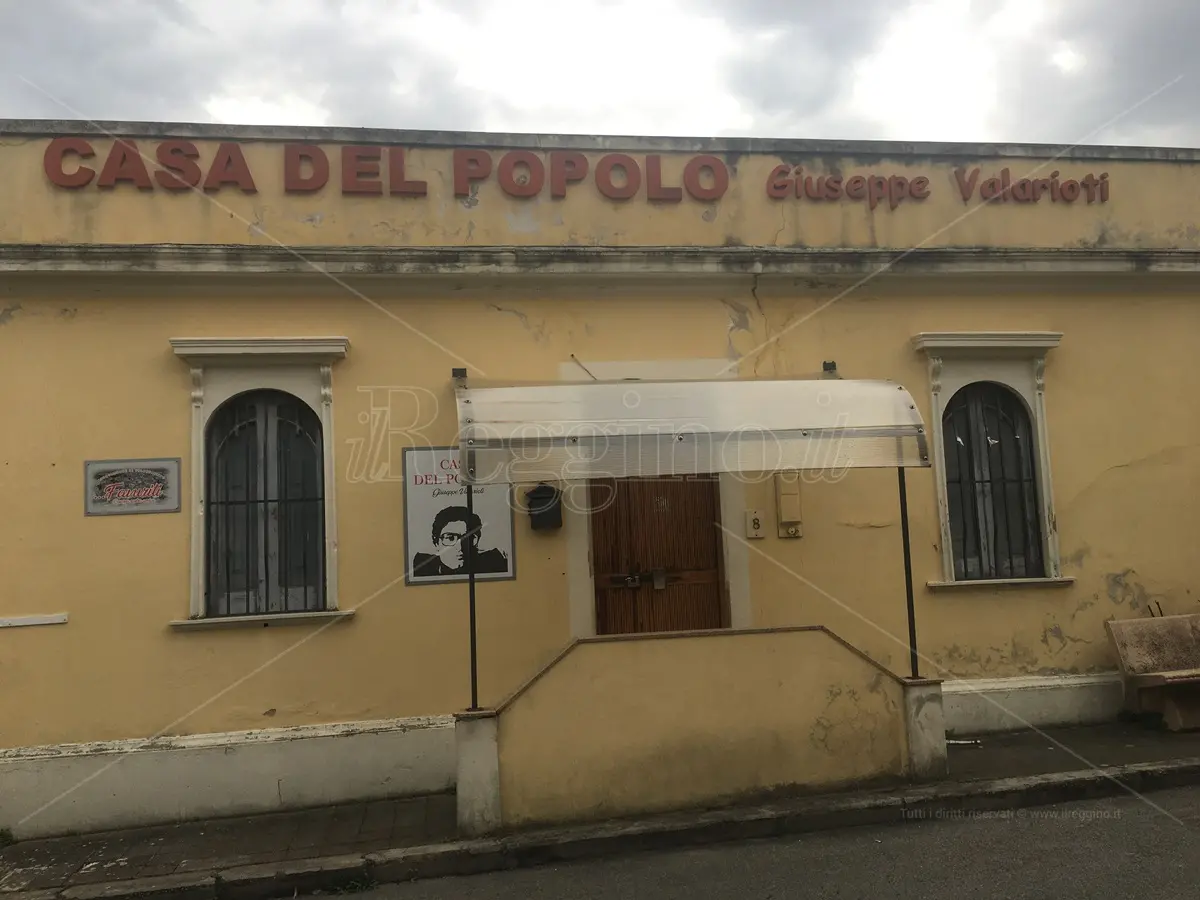 CASA DEL POPOLO Giuseppe Valarioti
ilReggino.it
CASA
DEL POPOLO
Giuseppe Valarioti
8
Tutti i diritti riservati © www.ilreggino.it